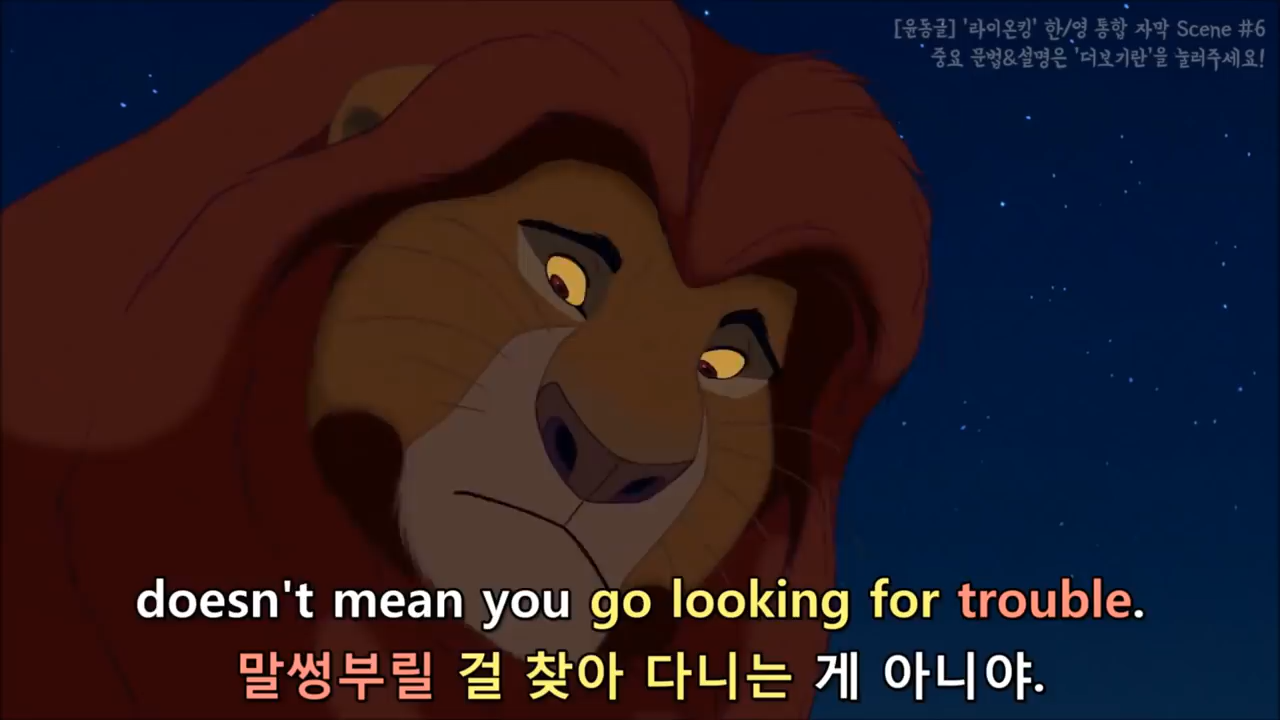 [윤동글] '라이온킹' 한/영 통합 자막 Scene #6
중요 문법&설명은 '더보기란'을 눌러주세요!
doesn't mean you go looking for trouble.
말썽부릴 걸 찾아 다니는 게 아니야.